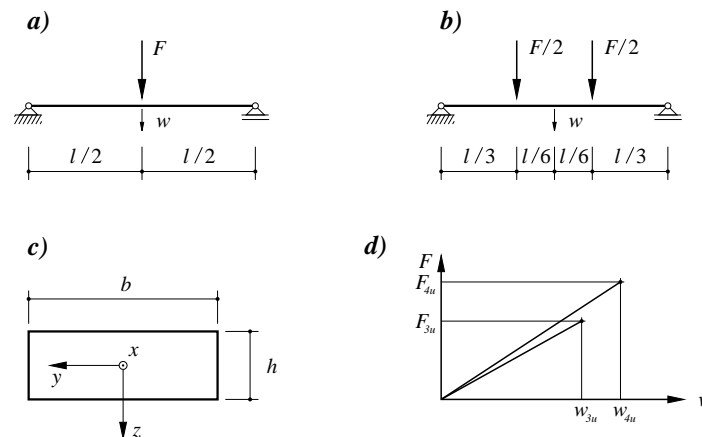 a)
F
w
l/2 l/2
b)
F/2 F/2
w
l/3 l/6 l/6 l/3
c)
b
x
y
z
h
d)
F
F4u
F3u
w3u w4u